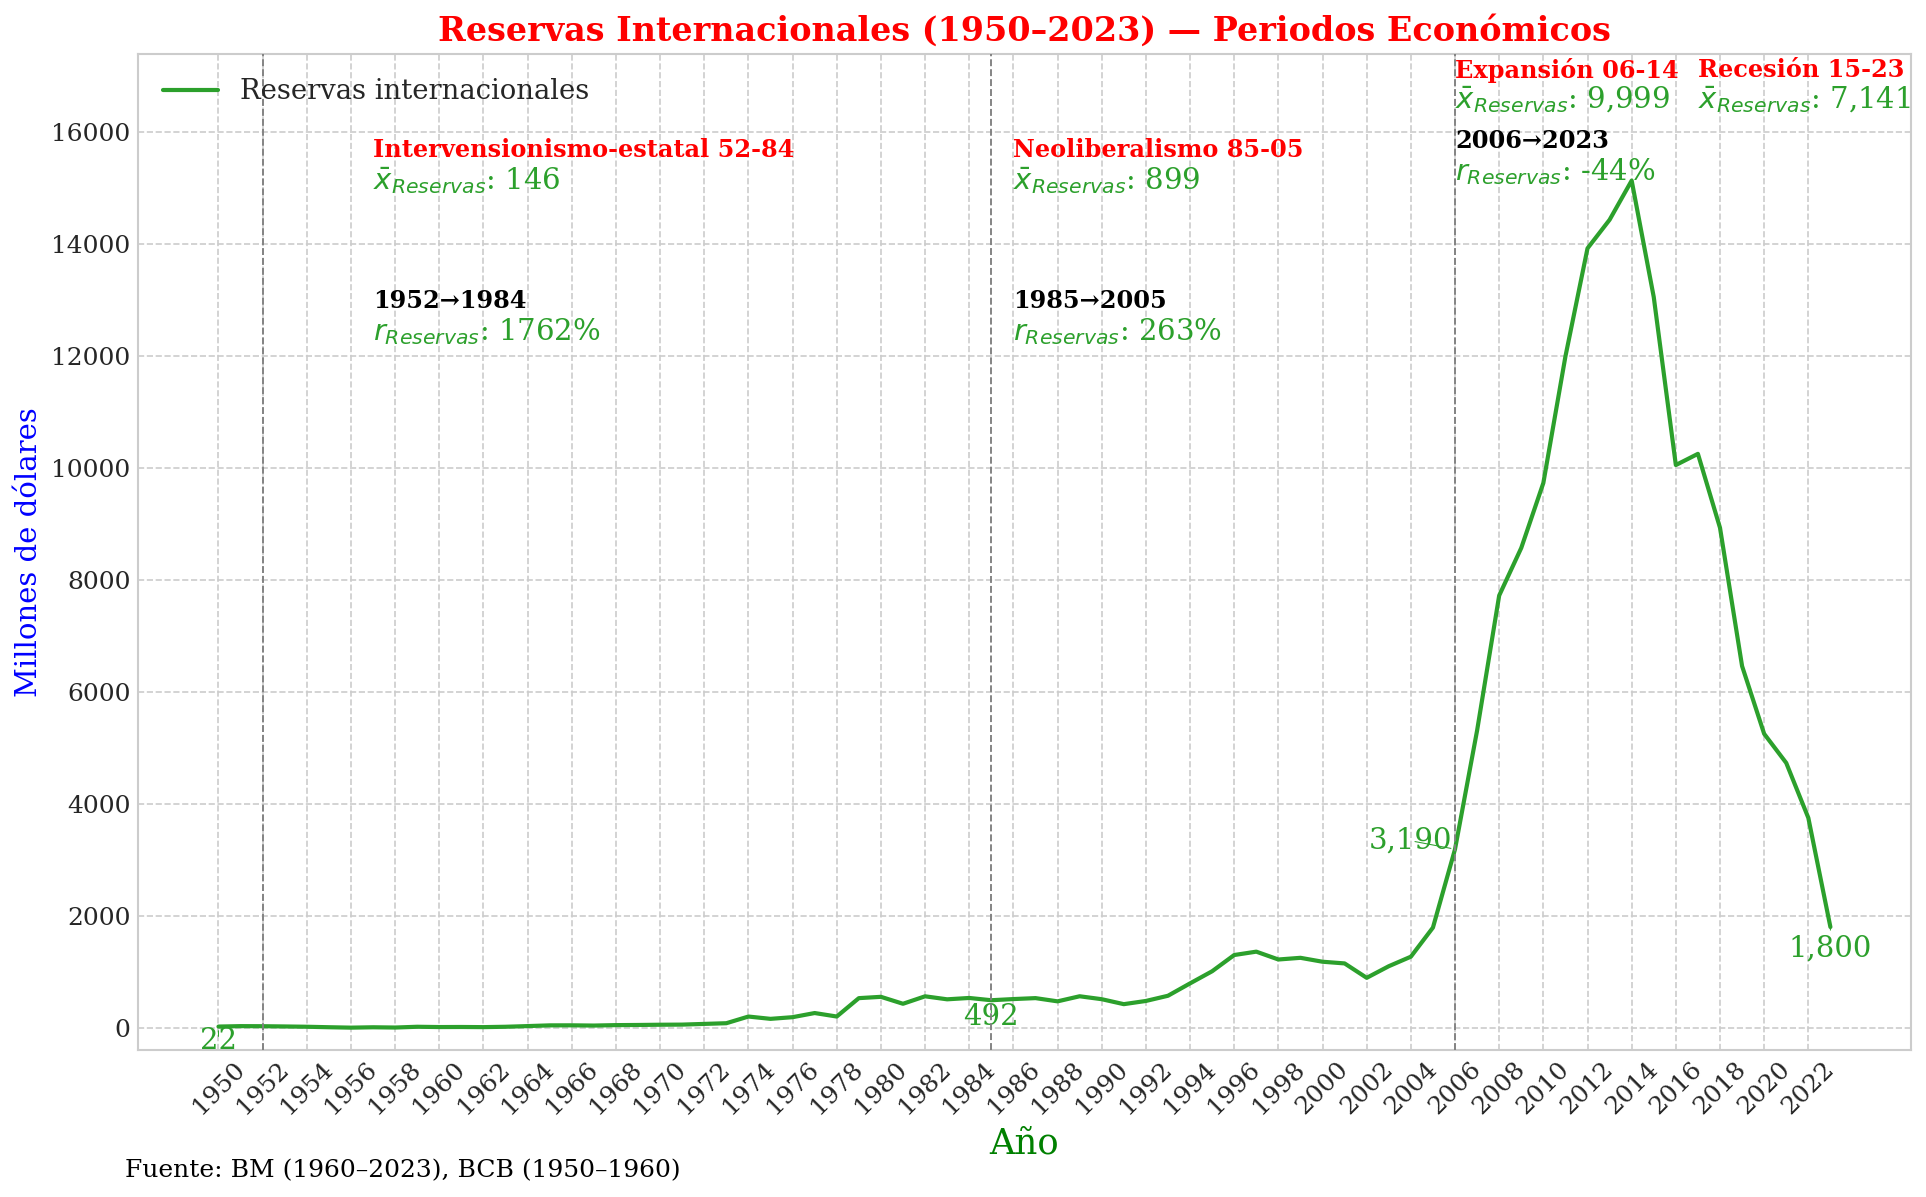 Reservas Internacionales (1950–2023) — Periodos Económicos
Reservas internacionales
Expansión 06-14
x̄Reservas: 9,999
Recesión 15-23
x̄Reservas: 7,141
2006→2023
rReservas: -44%
Intervensionismo-estatal 52-84
x̄Reservas: 146
1952→1984
rReservas: 1762%
Neoliberalismo 85-05
x̄Reservas: 899
1985→2005
rReservas: 263%
Millones de dólares
16000
14000
12000
10000
8000
6000
4000
2000
0
22
492
3,190
1,800
1950 1952 1954 1956 1958 1960 1962 1964 1966 1968 1970 1972 1974 1976 1978 1980 1982 1984 1986 1988 1990 1992 1994 1996 1998 2000 2002 2004 2006 2008 2010 2012 2014 2016 2018 2020 2022
Año
Fuente: BM (1960–2023), BCB (1950–1960)